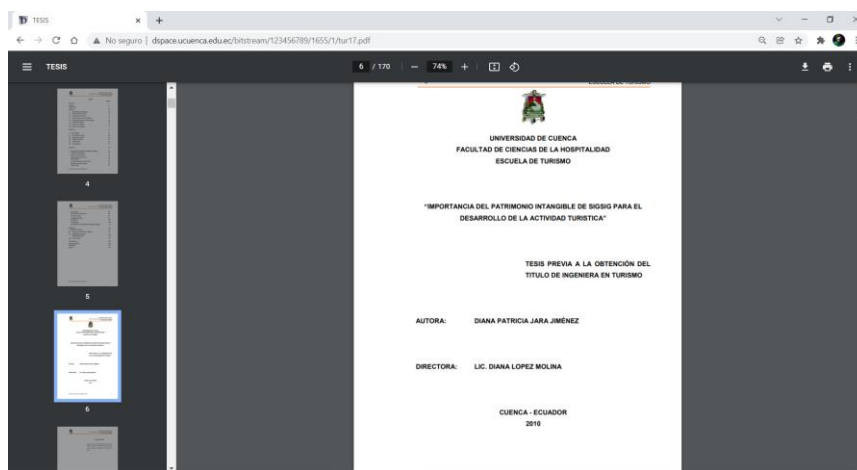 TESIS
No seguro | dspace.ucuenca.edu.ec/bitstream/123456789/1655/1/tur17.pdf
TESIS
6 / 170
74%
4
5
6
ESCUELA DE TURISMO
UNIVERSIDAD DE CUENCA
FACULTAD DE CIENCIAS DE LA HOSPITALIDAD
ESCUELA DE TURISMO
“IMPORTANCIA DEL PATRIMONIO INTANGIBLE DE SIGSIG PARA EL
DESARROLLO DE LA ACTIVIDAD TURISTICA”
TESIS PREVIA A LA OBTENCIÓN DEL
TITULO DE INGENIERA EN TURISMO
AUTORA: DIANA PATRICIA JARA JIMÉNEZ
DIRECTORA: LIC. DIANA LOPEZ MOLINA
CUENCA - ECUADOR
2010